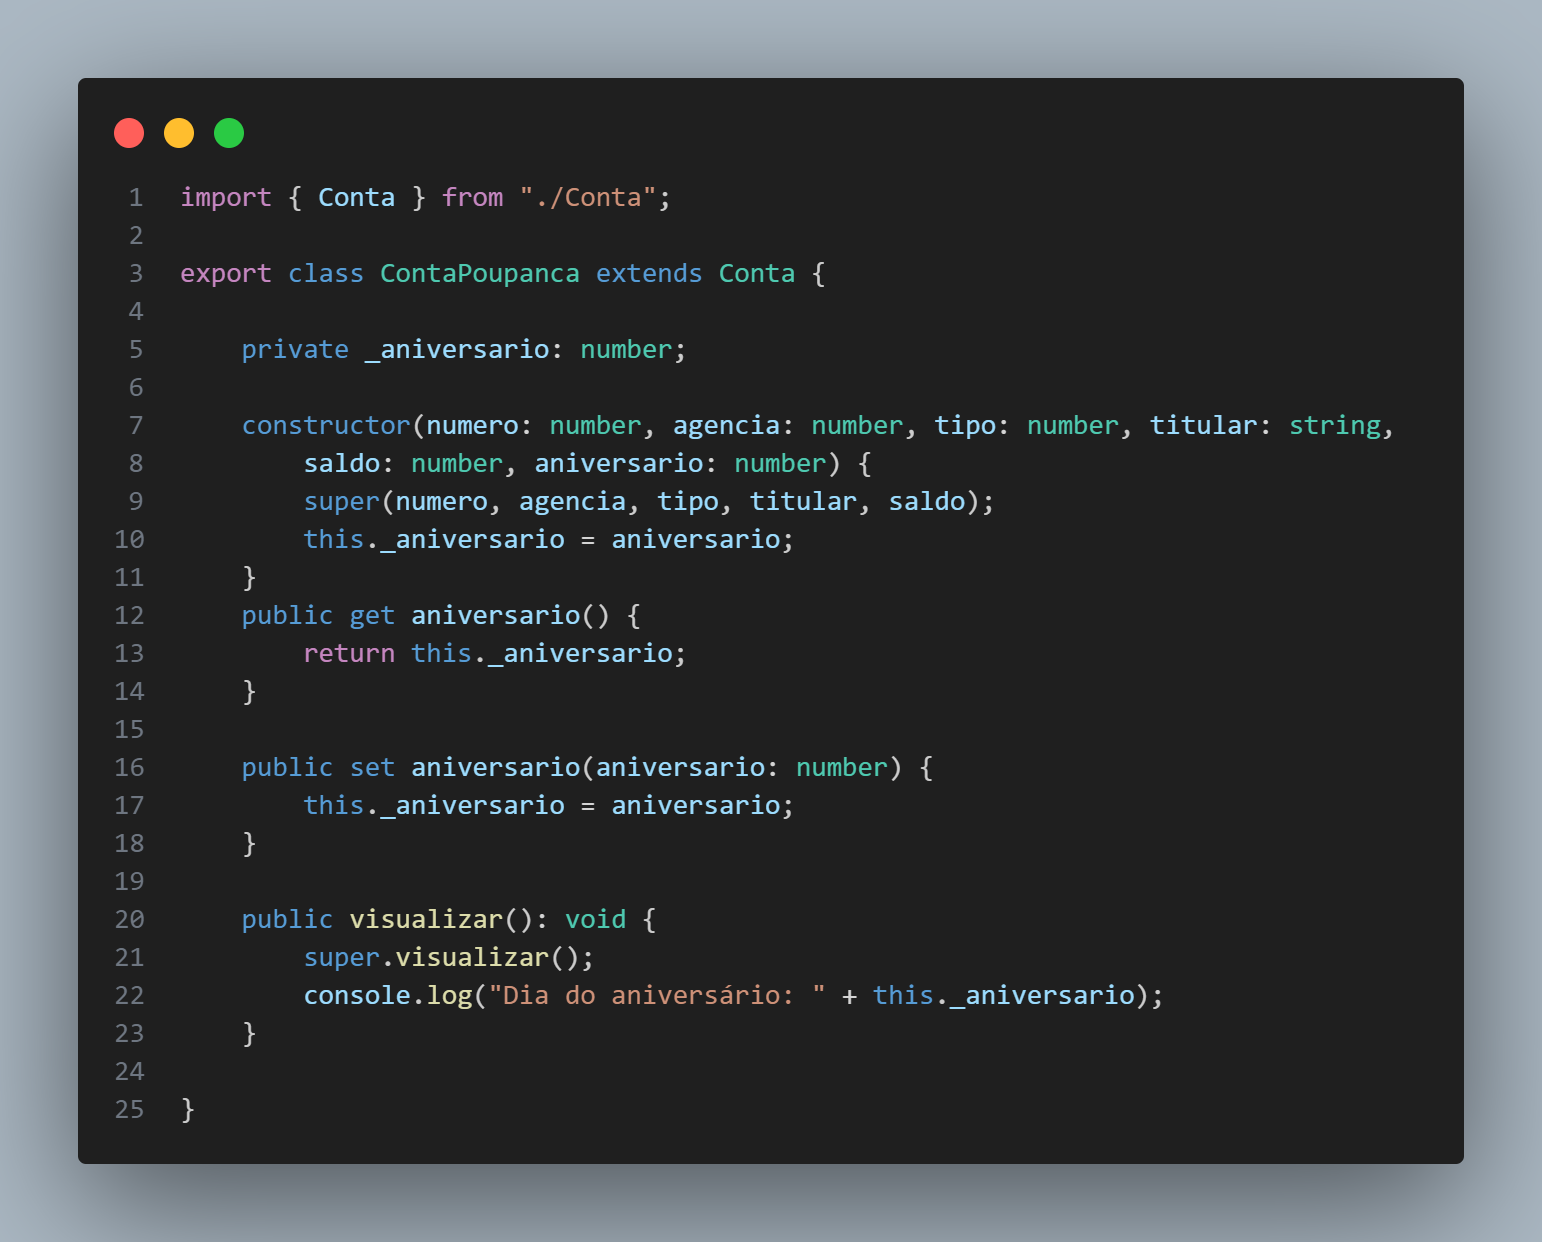 1 import { Conta } from "./Conta";
2
3 export class ContaPoupanca extends Conta {
4
5     private _aniversario: number;
6
7     constructor(numero: number, agencia: number, tipo: number, titular: string,
8         saldo: number, aniversario: number) {
9         super(numero, agencia, tipo, titular, saldo);
10         this._aniversario = aniversario;
11     }
12     public get aniversario() {
13         return this._aniversario;
14     }
15
16     public set aniversario(aniversario: number) {
17         this._aniversario = aniversario;
18     }
19
20     public visualizar(): void {
21         super.visualizar();
22         console.log("Dia do aniversário: " + this._aniversario);
23     }
24
25 }